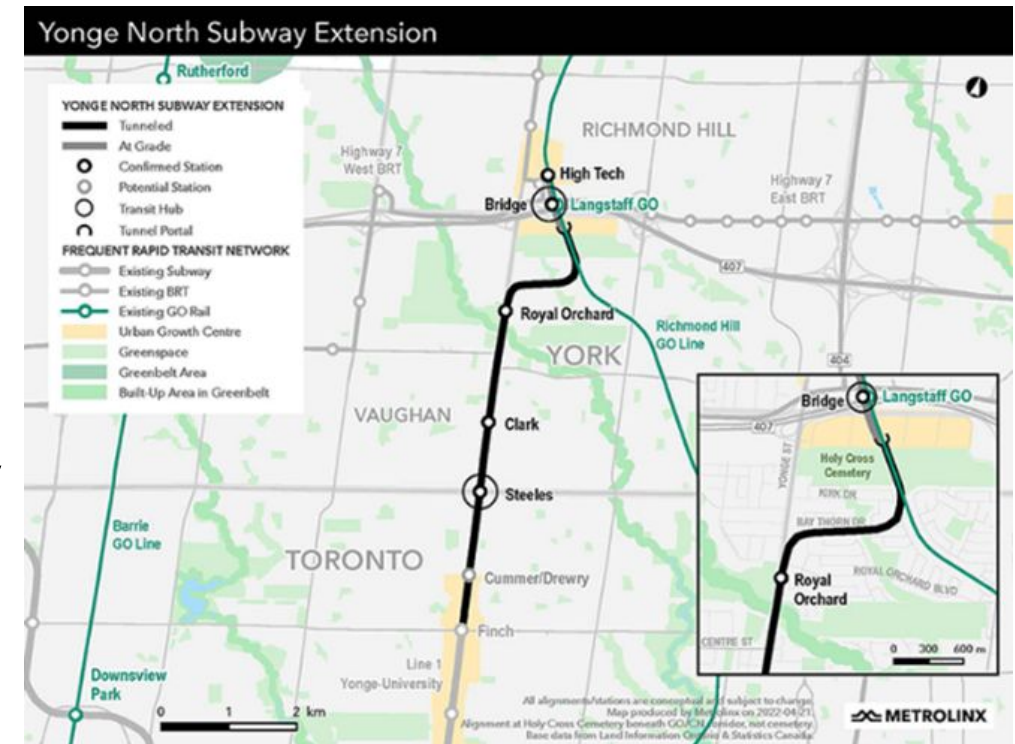 Yonge North Subway Extension
Rutherford
YONGE NORTH SUBWAY EXTENSION
Tunneled
At Grade
Confirmed Station
Potential Station
Transit Hub
Tunnel Portal
FREQUENT RAPID TRANSIT NETWORK
Existing Subway
Existing BRT
Existing GO Rail
Urban Growth Centre
Greenspace
Greenbelt Area
Built-Up Area in Greenbelt
RICHMOND HILL
Highway 7
West BRT
High Tech
Highway 7
East BRT
Bridge
Langstaff GO
407
Royal Orchard
Richmond Hill
GO Line
YORK
404
VAUGHAN
Clark
Steeles
Barrie
GO Line
TORONTO
Cummer/Drewry
Finch
Line 1
Yonge-University
Downsview
Park
0 1 2 km
Bridge
Langstaff GO
407
YONGE ST
Holy Cross
Cemetery
KIRK DR
BAY THORN DR
Royal
Orchard
ROYAL ORCHARD BLVD
CENTRE ST
0 300 600 m
All alignments/stations are conceptual and subject to change.
Map produced by Metrolinx on 2022-04-21.
Alignment at Holy Cross Cemetery beneath GO/CN corridor, not cemetery.
Base data from Land Information Ontario & Statistics Canada.
METROLINX